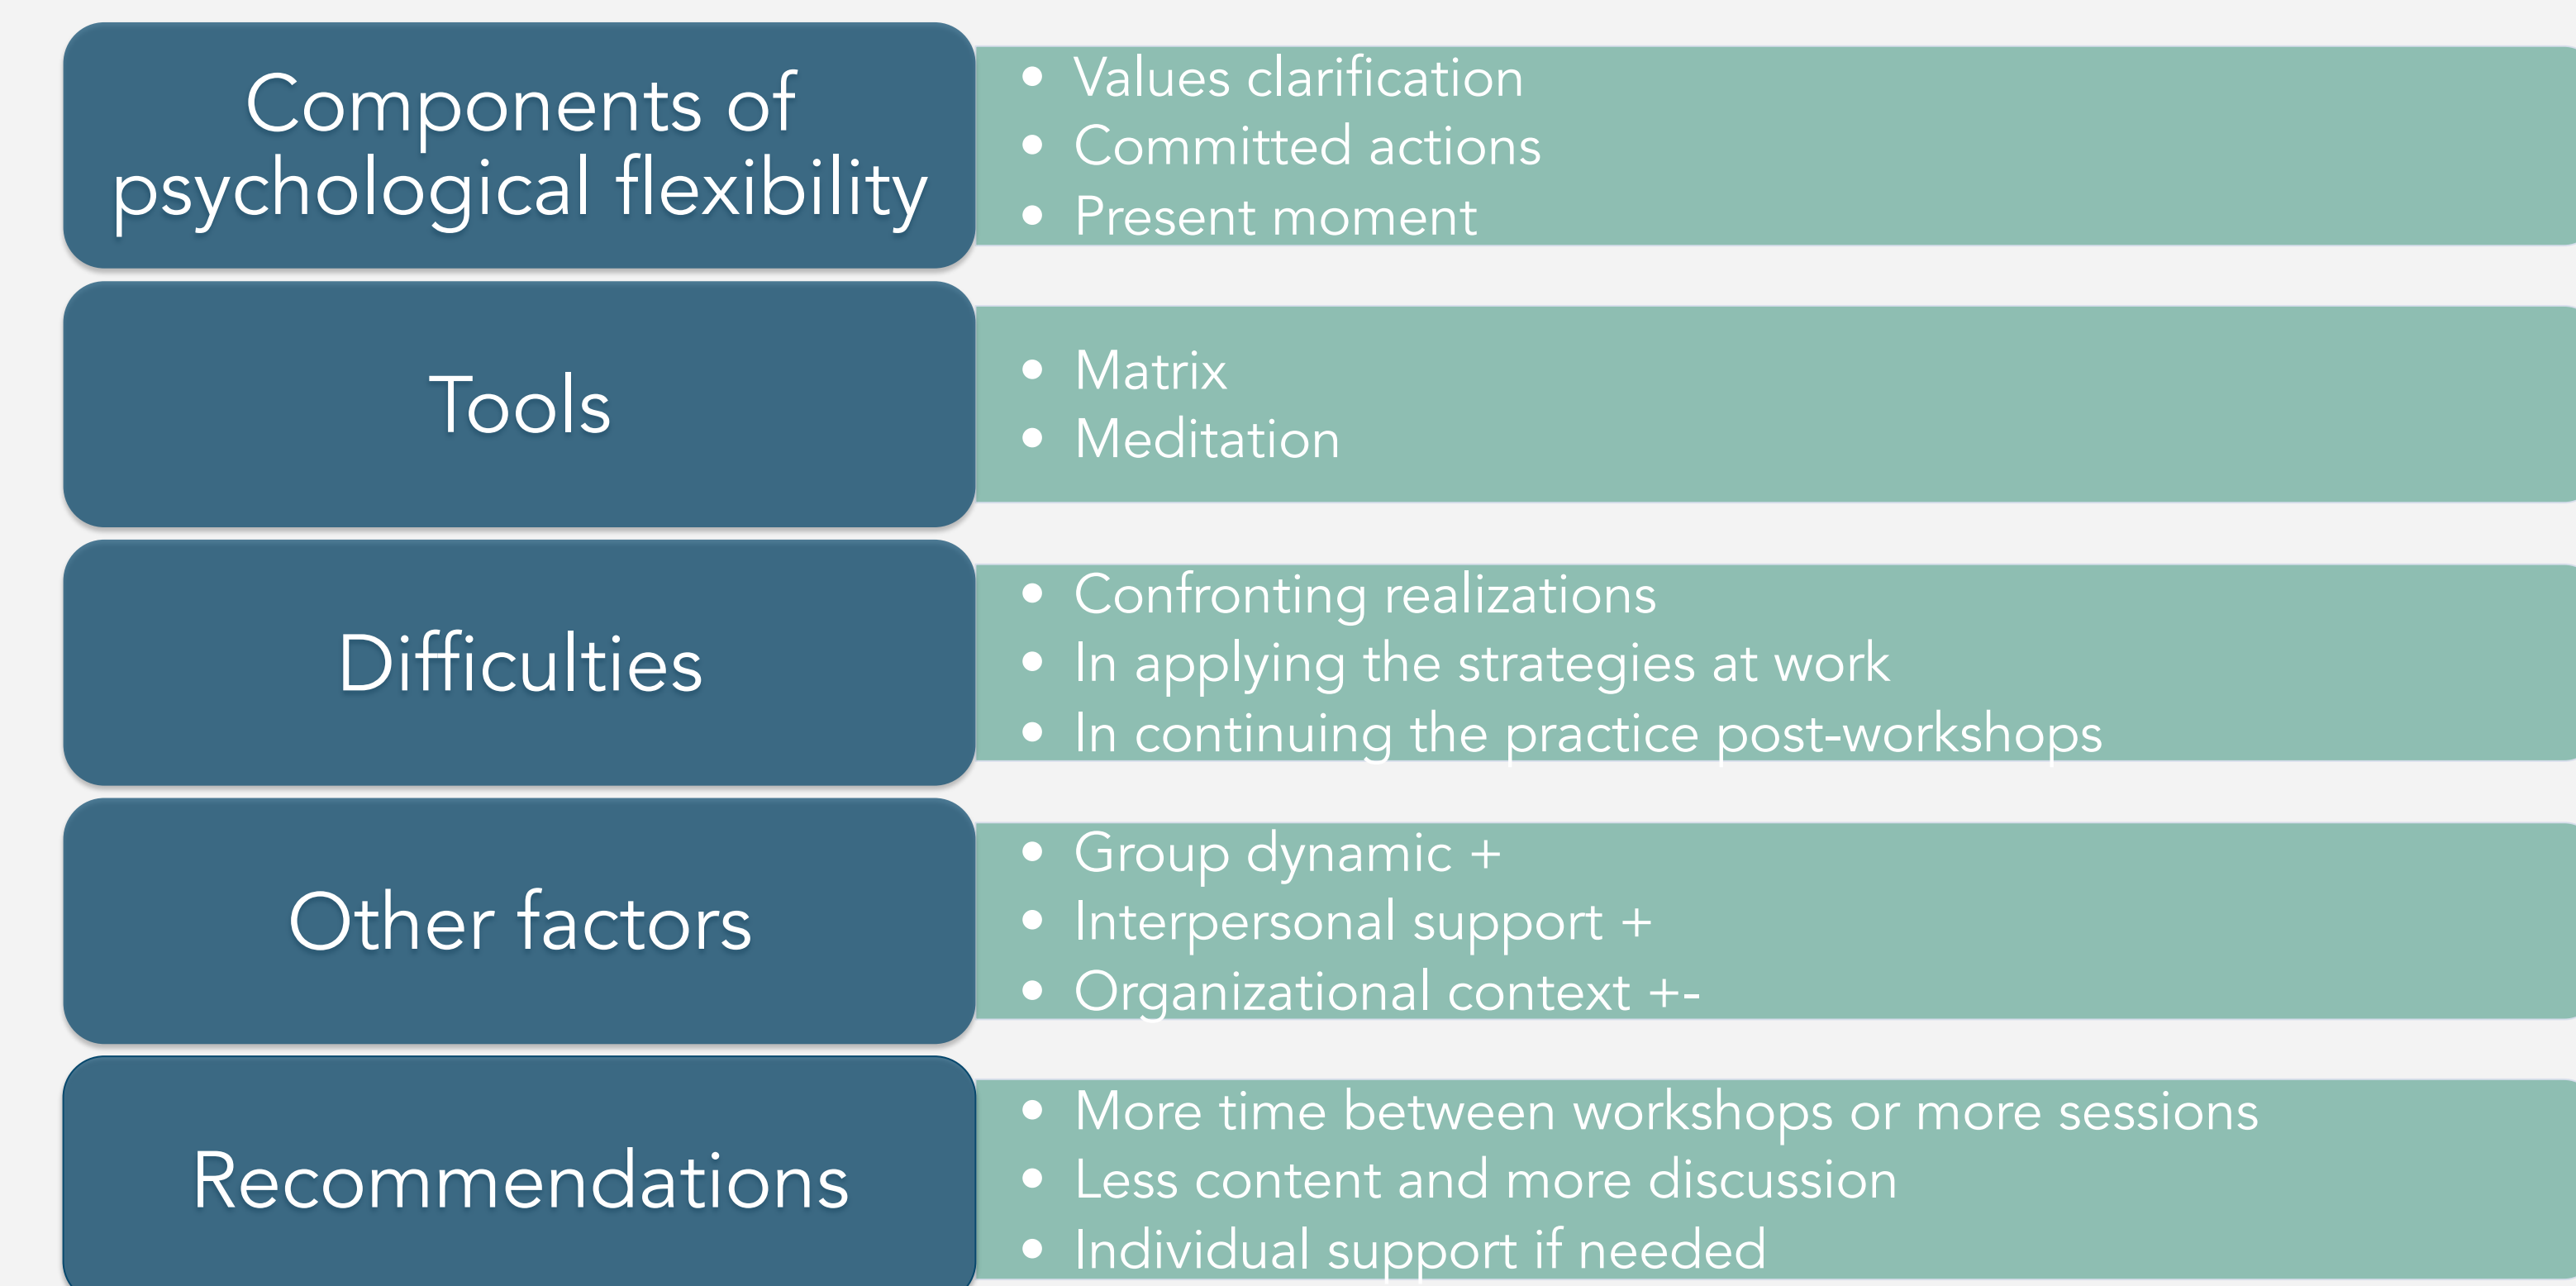 Components of
psychological flexibility
• Values clarification
• Committed actions
• Present moment
Tools
• Matrix
• Meditation
Difficulties
• Confronting realizations
• In applying the strategies at work
• In continuing the practice post-workshops
Other factors
• Group dynamic +
• Interpersonal support +
• Organizational context +-
Recommendations
• More time between workshops or more sessions
• Less content and more discussion
• Individual support if needed